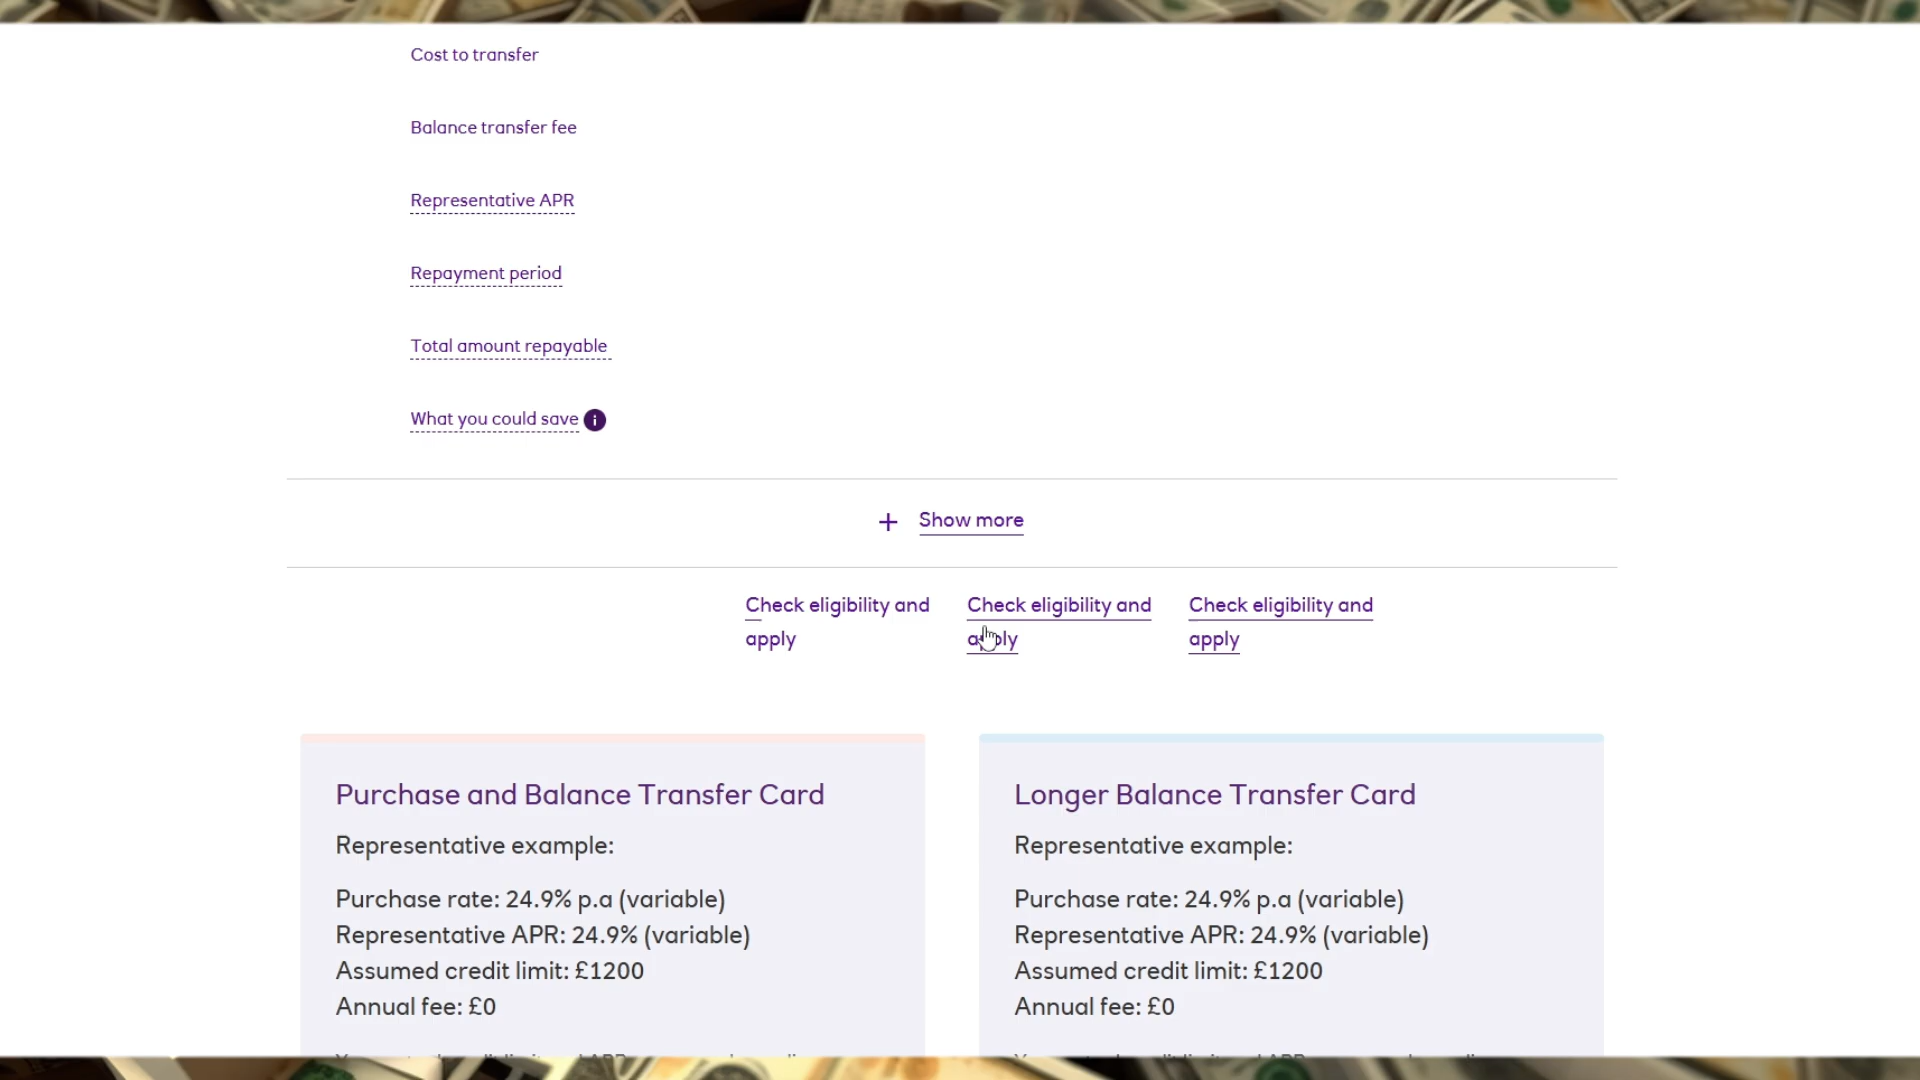 Cost to transfer
Balance transfer fee
Representative APR
Repayment period
Total amount repayable
What you could save i
+ Show more
Check eligibility and apply
Check eligibility and apply
Check eligibility and apply
Purchase and Balance Transfer Card
Representative example:
Purchase rate: 24.9% p.a (variable)
Representative APR: 24.9% (variable)
Assumed credit limit: £1200
Annual fee: £0
Longer Balance Transfer Card
Representative example:
Purchase rate: 24.9% p.a (variable)
Representative APR: 24.9% (variable)
Assumed credit limit: £1200
Annual fee: £0